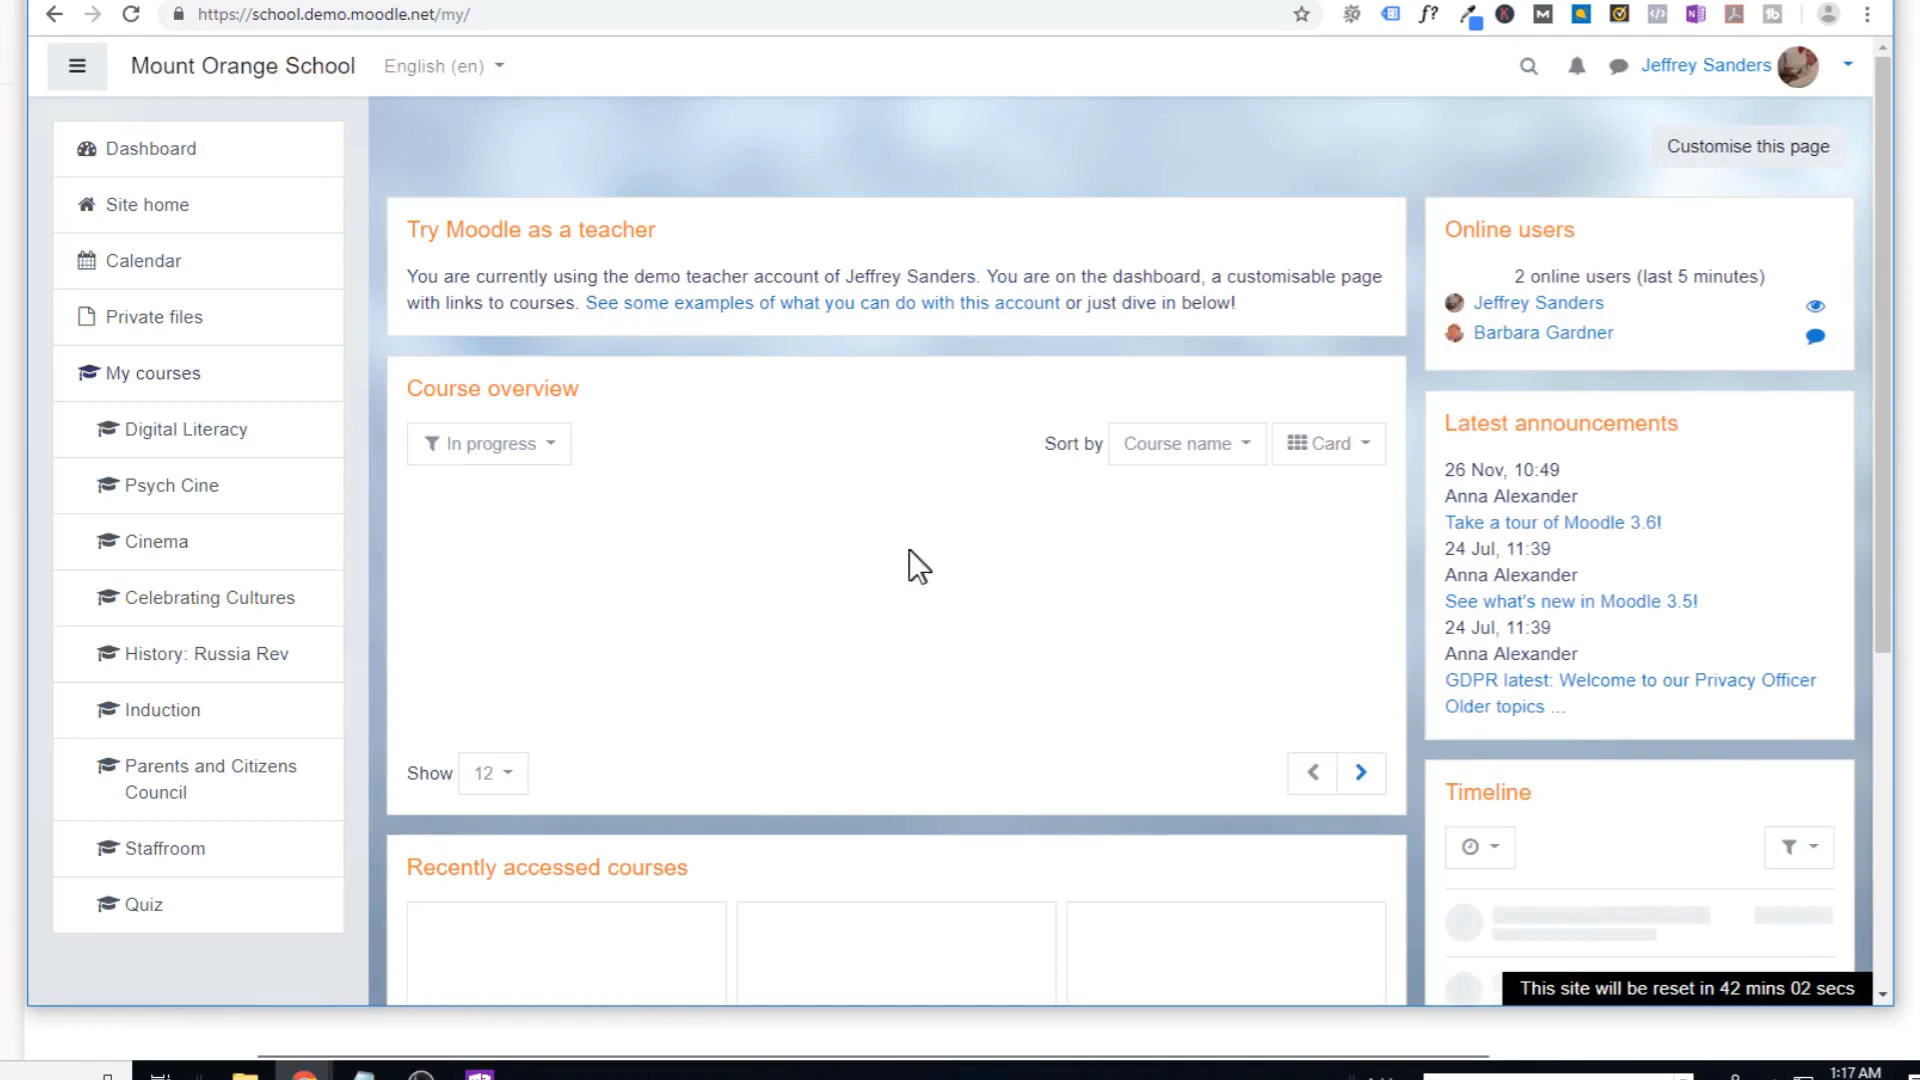 https://school.demo.moodle.net/my/
Mount Orange School
English (en)
Jeffrey Sanders
Dashboard
Site home
Calendar
Private files
My courses
Digital Literacy
Psych Cine
Cinema
Celebrating Cultures
History: Russia Rev
Induction
Parents and Citizens
Council
Staffroom
Quiz
Customise this page
Try Moodle as a teacher
You are currently using the demo teacher account of Jeffrey Sanders. You are on the dashboard, a customisable page
with links to courses. See some examples of what you can do with this account or just dive in below!
Course overview
In progress
Sort by Course name Card
Show 12
Recently accessed courses
Online users
2 online users (last 5 minutes)
Jeffrey Sanders
Barbara Gardner
Latest announcements
26 Nov, 10:49
Anna Alexander
Take a tour of Moodle 3.6!
24 Jul, 11:39
Anna Alexander
See what's new in Moodle 3.5!
24 Jul, 11:39
Anna Alexander
GDPR latest: Welcome to our Privacy Officer
Older topics ...
Timeline
This site will be reset in 42 mins 02 secs
1:17 AM